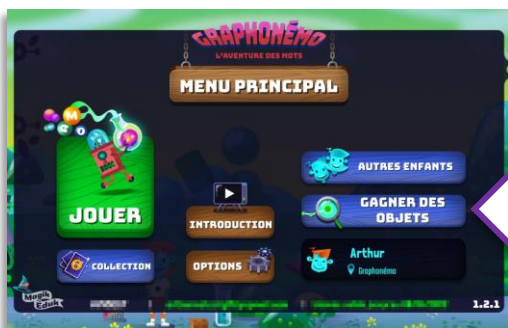 GRAPHONÉMO
L'AVENTURE DES MOTS
MENU PRINCIPAL
JOUER
COLLECTION
INTRODUCTION
OPTIONS
AUTRES ENFANTS
GAGNER DES
OBJETS
Arthur
Graphonémo
Magik
Eduk
1.2.1